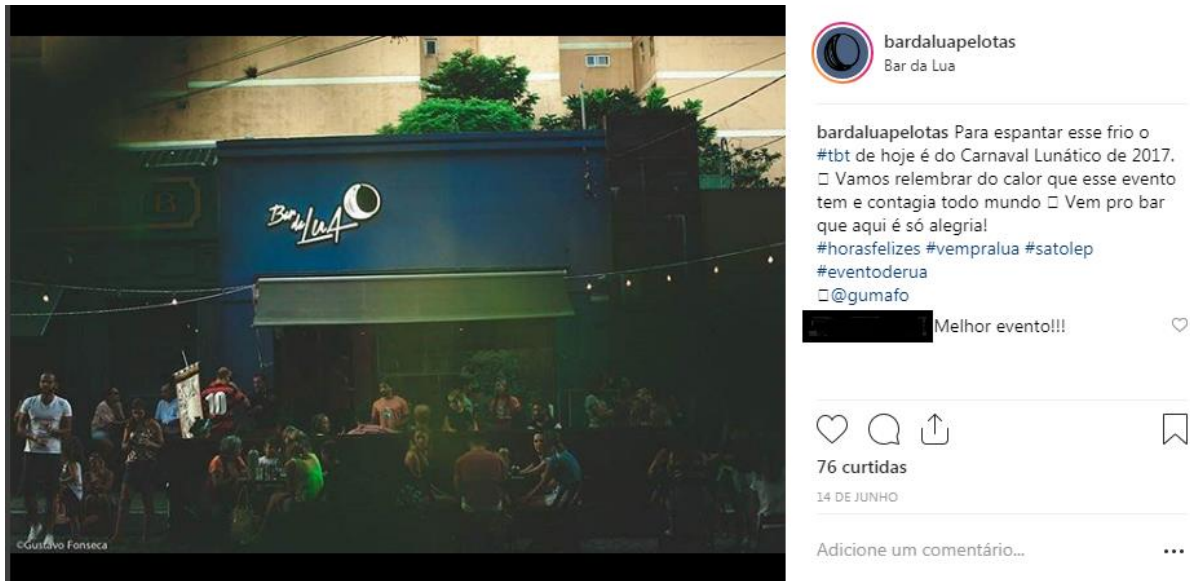 Bar
da
LUA
10
B
©Gustavo Fonseca
bardaluapelotas
Bar da Lua
bardaluapelotas Para espantar esse frio o
#tbt de hoje é do Carnaval Lunático de 2017.
□ Vamos relembrar do calor que esse evento
tem e contagia todo mundo □ Vem pro bar
que aqui é só alegria!
#horasfelizes #vempralua #satolep
#eventoderua
□@gumafo
Melhor evento!!!
76 curtidas
14 DE JUNHO
Adicione um comentário...